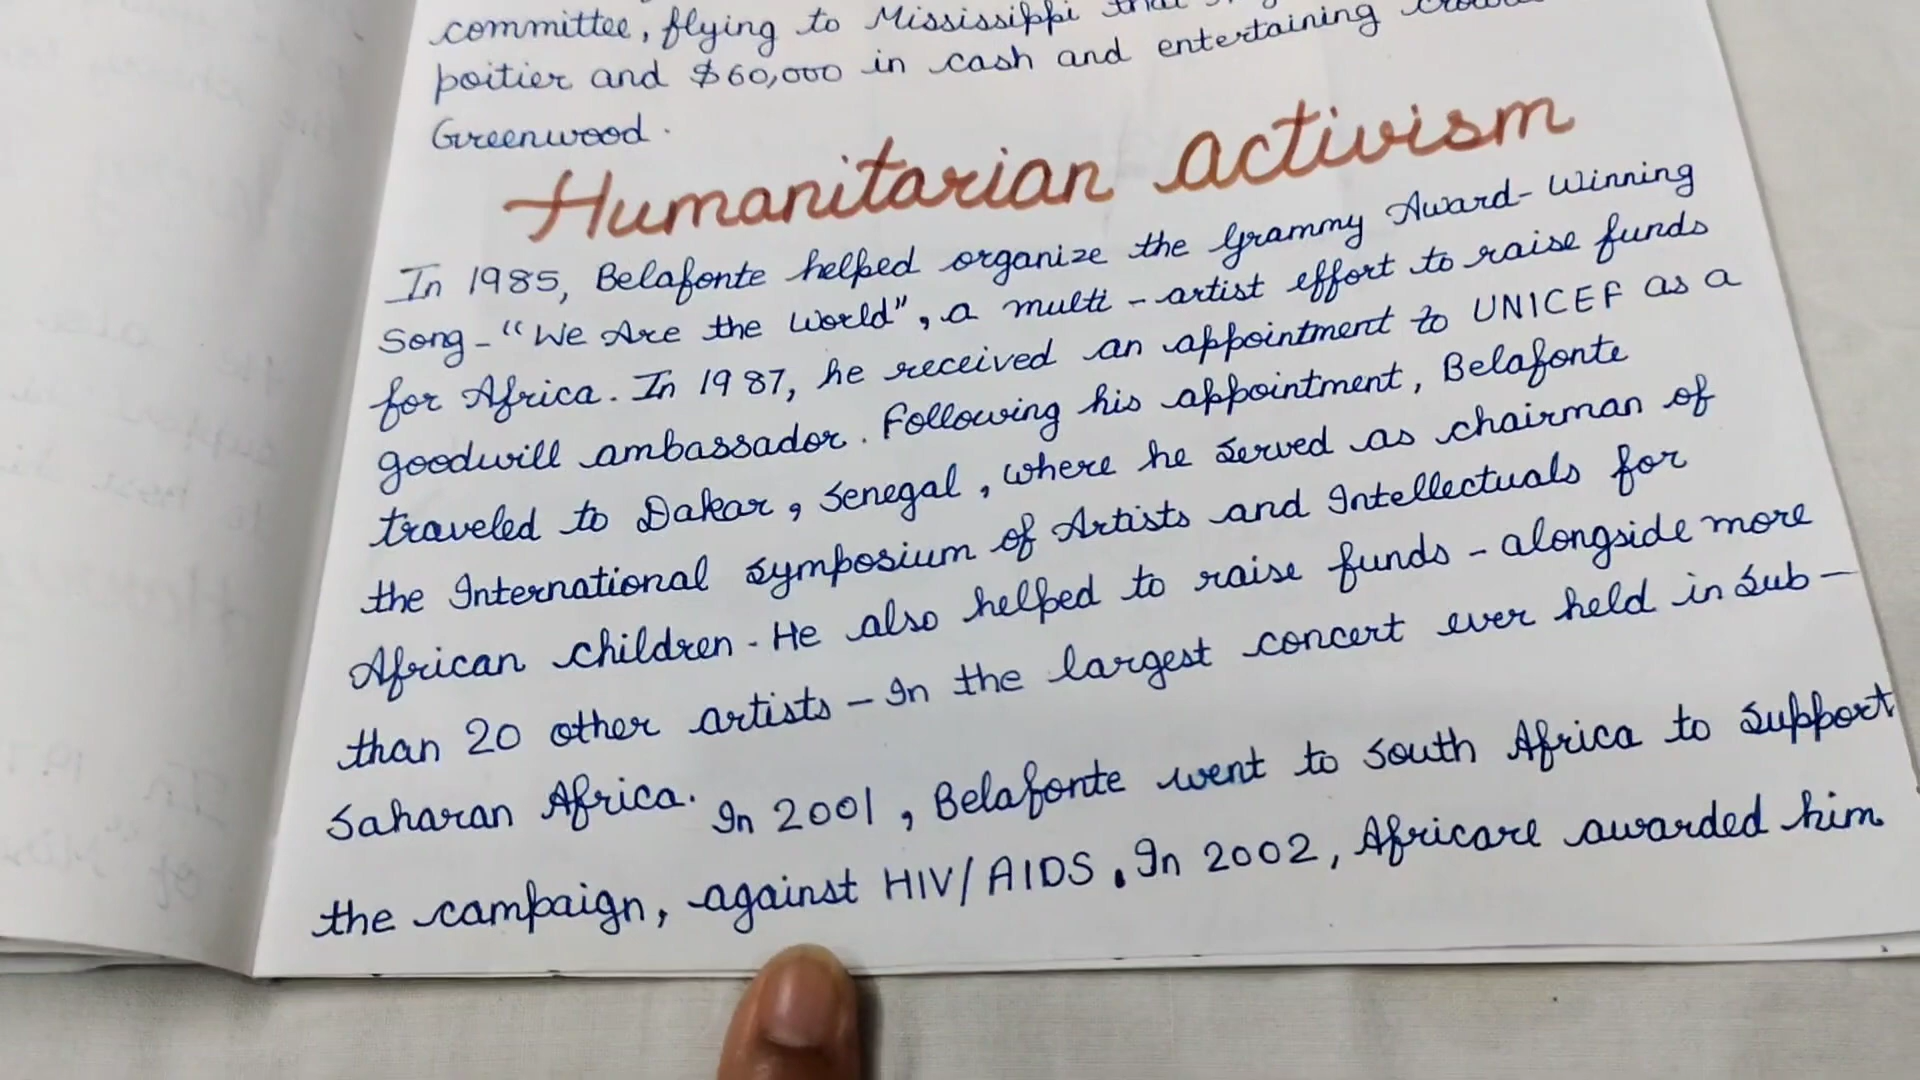 committee, flying to Mississippi that
poitier and $60,000 in cash and entertaining
Greenwood.
Humanitarian activism
In 1985, Belafonte helped organize the Grammy Award-Winning
Song-"We Are the World", a multi-artist effort to raise funds
for Africa. In 1987, he received an appointment to UNICEF as a
goodwill ambassador. Following his appointment, Belafonte
traveled to Dakar, Senegal, where he served as chairman of
the International Symposium of Artists and Intellectuals for
African children. He also helped to raise funds - alongside more
than 20 other artists - In the largest concert ever held in Sub-
Saharan Africa. In 2001, Belafonte went to South Africa to Support
the campaign, against HIV/AIDS. In 2002, Africare awarded him